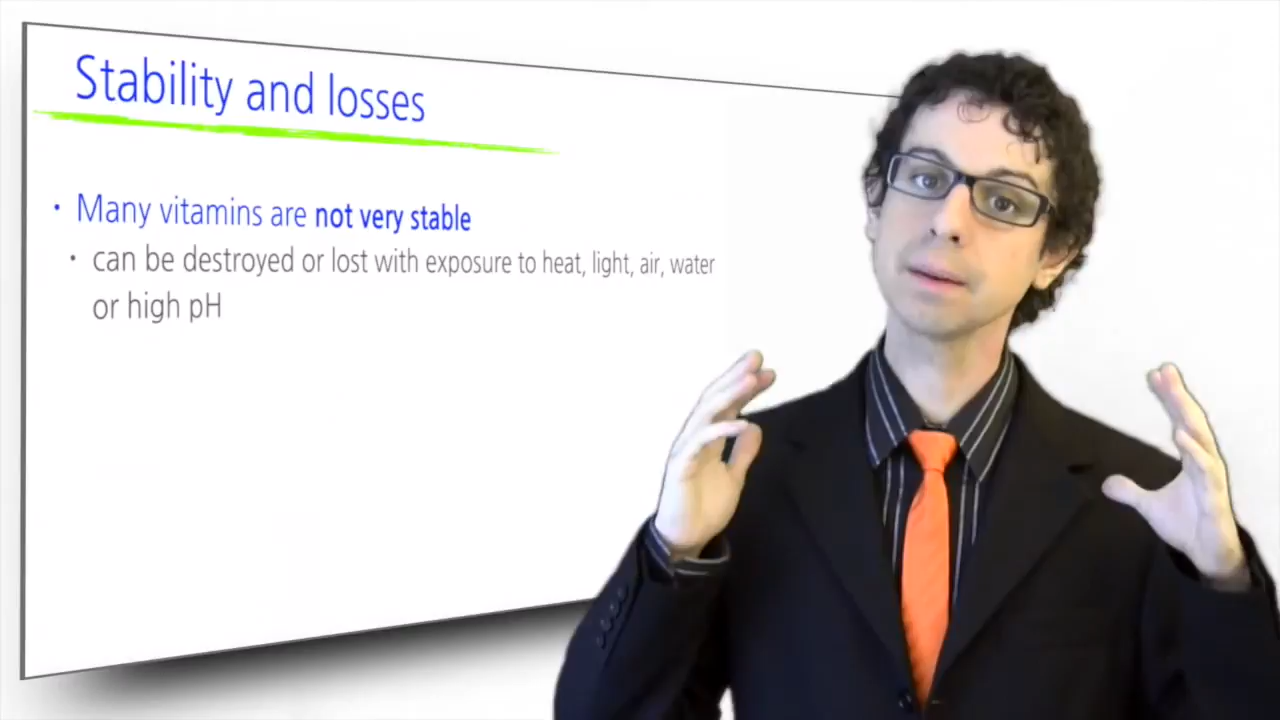 Stability and losses
• Many vitamins are not very stable
• can be destroyed or lost with exposure to heat, light, air, water
or high pH